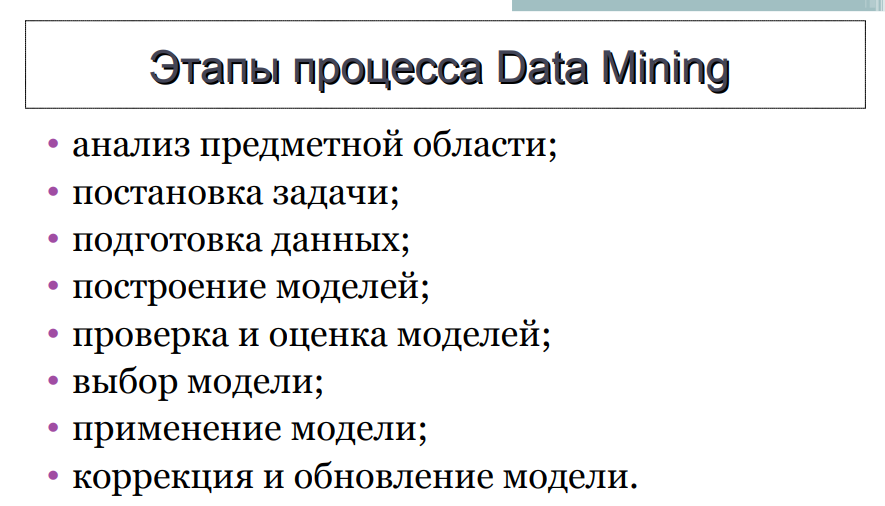 Этапы процесса Data Mining
• анализ предметной области;
• постановка задачи;
• подготовка данных;
• построение моделей;
• проверка и оценка моделей;
• выбор модели;
• применение модели;
• коррекция и обновление модели.